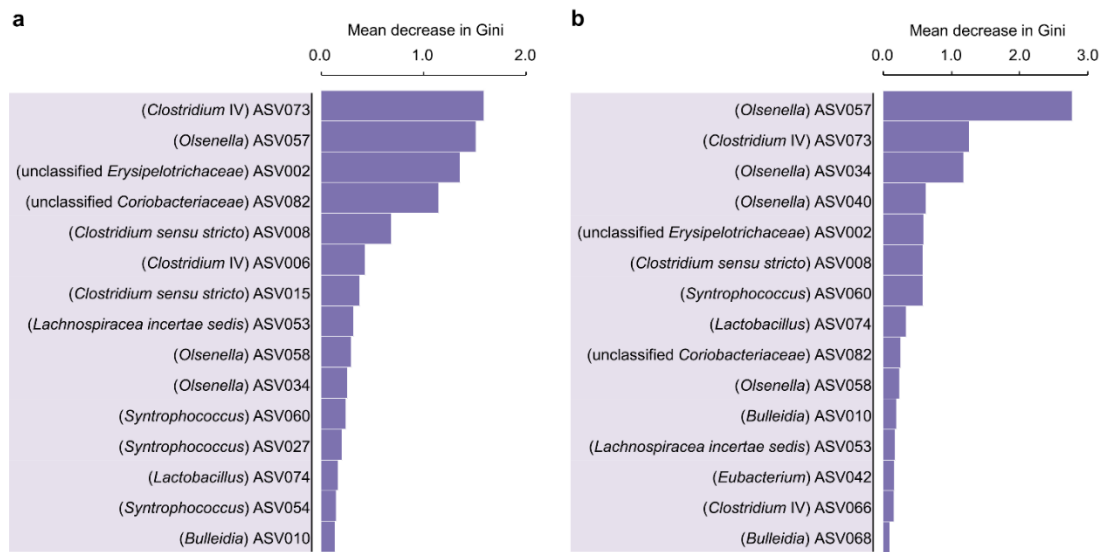 a
Mean decrease in Gini
0.0 1.0 2.0
(Clostridium IV) ASV073
(Olsenella) ASV057
(unclassified Erysipelotrichaceae) ASV002
(unclassified Coriobacteriaceae) ASV082
(Clostridium sensu stricto) ASV008
(Clostridium IV) ASV006
(Clostridium sensu stricto) ASV015
(Lachnospiracea incertae sedis) ASV053
(Olsenella) ASV058
(Olsenella) ASV034
(Syntrophococcus) ASV060
(Syntrophococcus) ASV027
(Lactobacillus) ASV074
(Syntrophococcus) ASV054
(Bulleidia) ASV010
b
Mean decrease in Gini
0.0 1.0 2.0 3.0
(Olsenella) ASV057
(Clostridium IV) ASV073
(Olsenella) ASV034
(Olsenella) ASV040
(unclassified Erysipelotrichaceae) ASV002
(Clostridium sensu stricto) ASV008
(Syntrophococcus) ASV060
(Lactobacillus) ASV074
(unclassified Coriobacteriaceae) ASV082
(Olsenella) ASV058
(Bulleidia) ASV010
(Lachnospiracea incertae sedis) ASV053
(Eubacterium) ASV042
(Clostridium IV) ASV066
(Bulleidia) ASV068